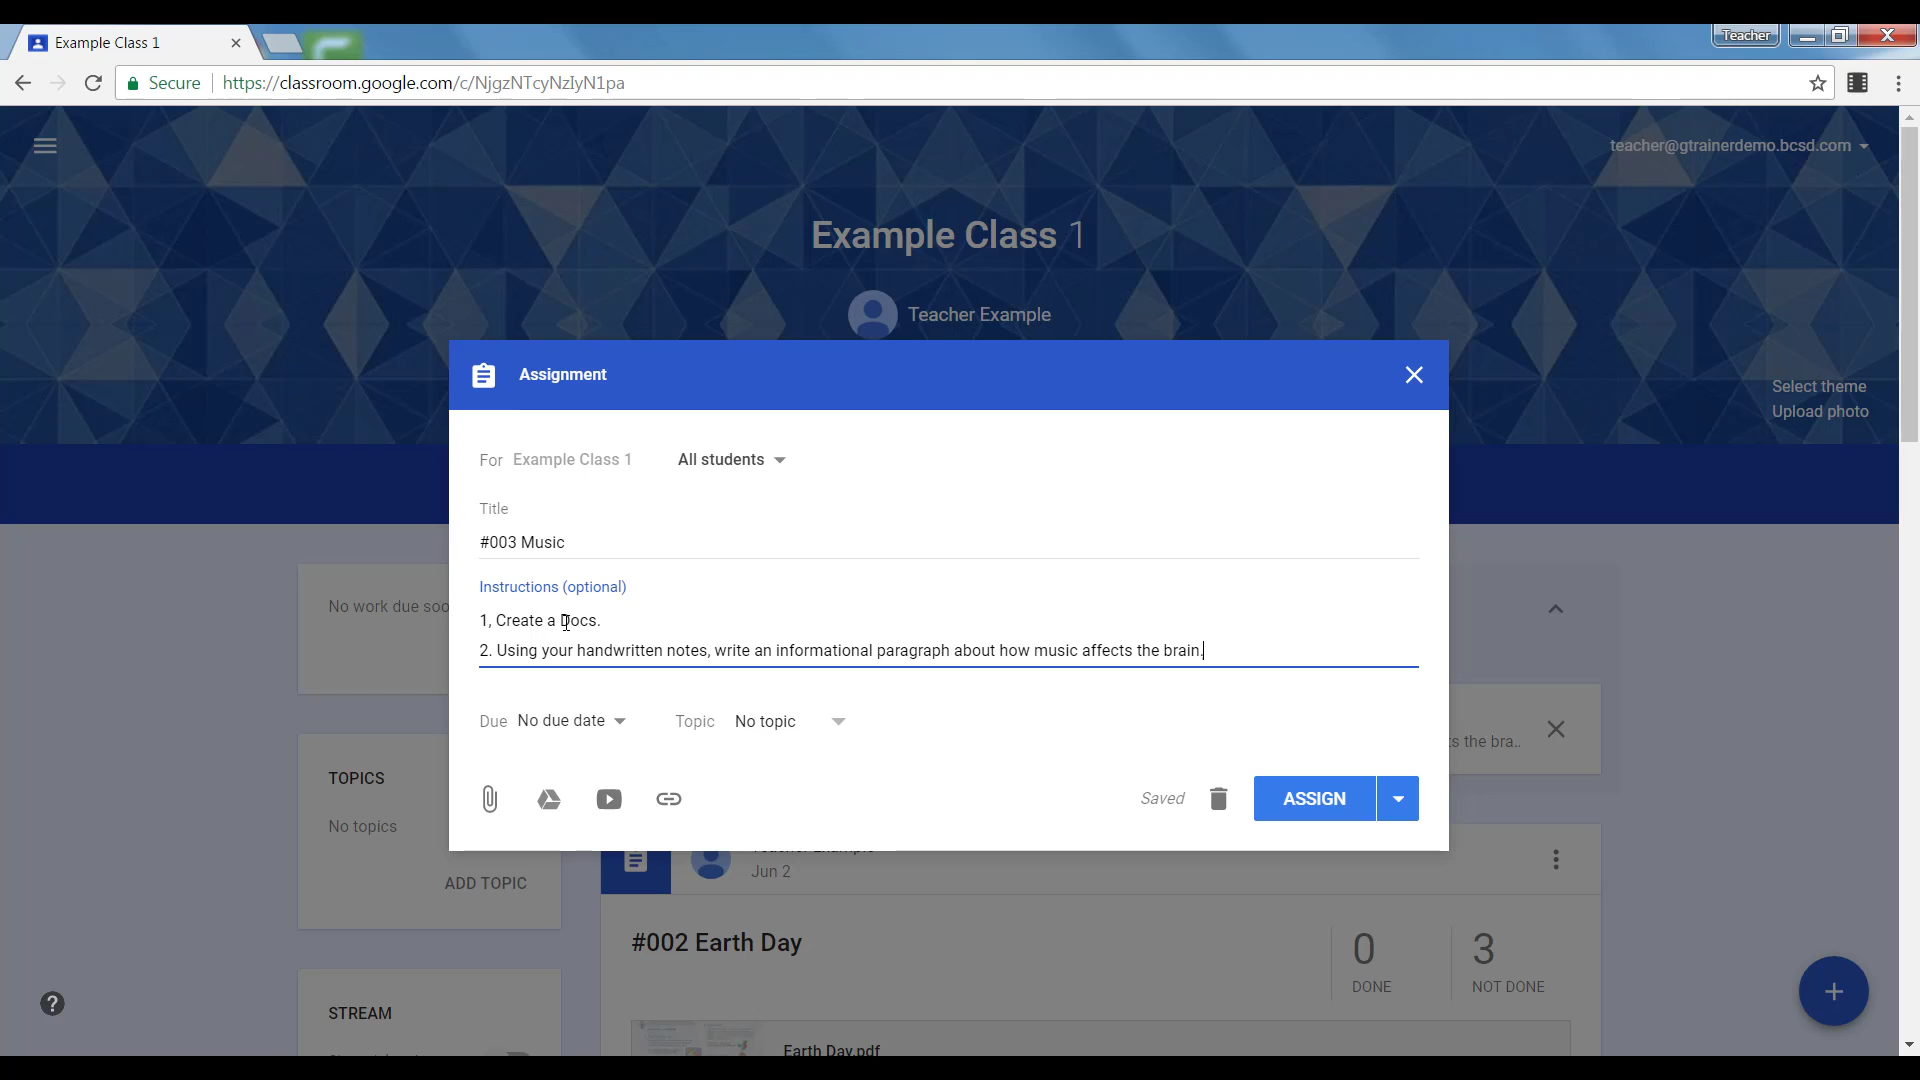 Example Class 1
Teacher
Secure
https://classroom.google.com/c/NjgzNTcyNzIyN1pa
teacher@gtrainerdemo.bcsd.com
Example Class 1
Teacher Example
Select theme
Upload photo
Assignment
For Example Class 1 All students
Title
#003 Music
Instructions (optional)
1, Create a Docs.
2. Using your handwritten notes, write an informational paragraph about how music affects the brain.
Due No due date Topic No topic
Saved
ASSIGN
No work due soo
s the bra..
TOPICS
No topics
ADD TOPIC
STREAM
Jun 2
#002 Earth Day
0
DONE
3
NOT DONE
Earth Day.pdf